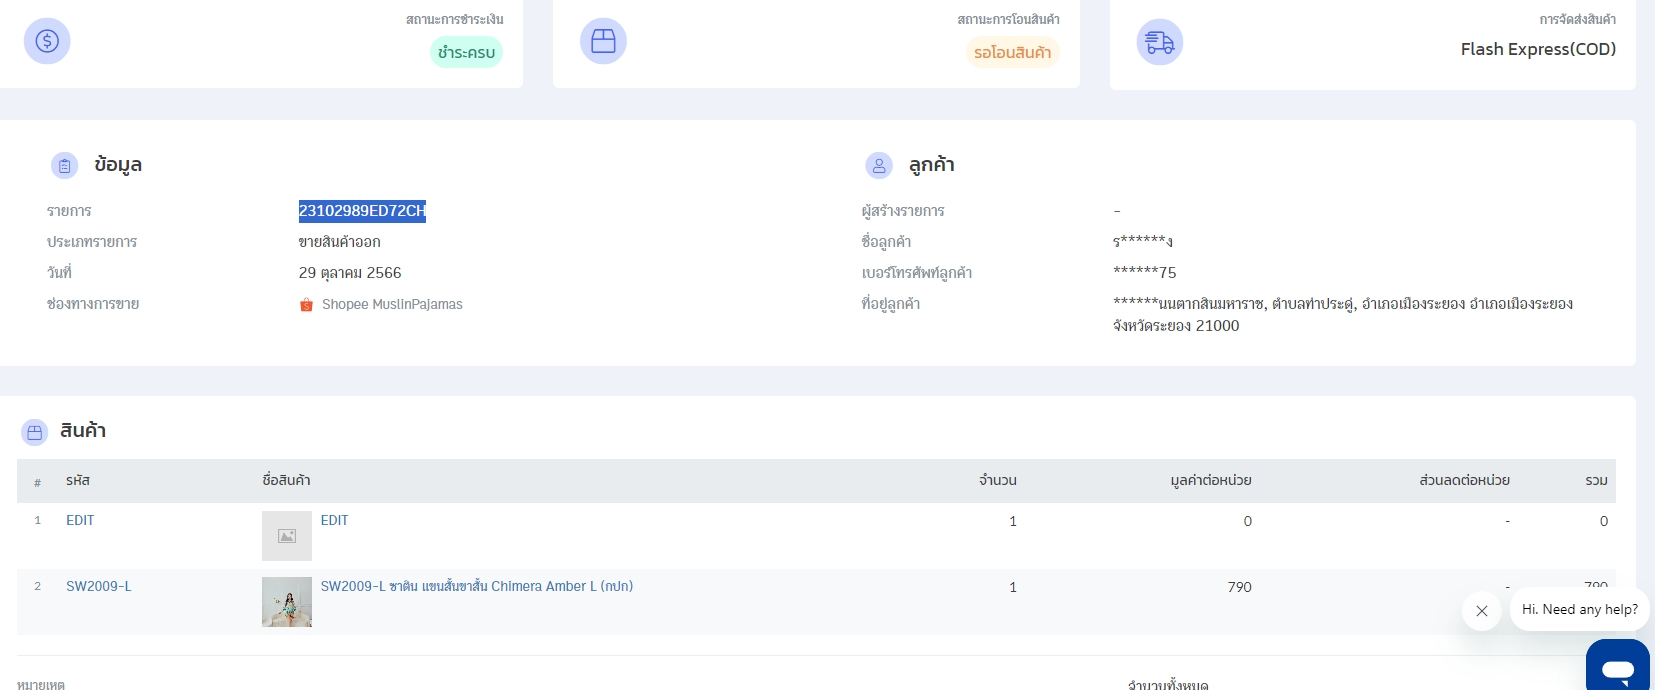 สถานะการชำระเงิน
ชำระครบ
สถานะการโอนสินค้า
รอโอนสินค้า
การจัดส่งสินค้า
Flash Express(COD)
ข้อมูล
รายการ 23102989ED72CH
ประเภทรายการ ขายสินค้าออก
วันที่ 29 ตุลาคม 2566
ช่องทางการขาย Shopee MuslinPajamas
ลูกค้า
ผู้สร้างรายการ -
ชื่อลูกค้า ร******ง
เบอร์โทรศัพท์ลูกค้า ******75
ที่อยู่ลูกค้า ******นนตากสินมหาราช, ตำบลท่าประดู่, อำเภอเมืองระยอง อำเภอเมืองระยอง
จังหวัดระยอง 21000
สินค้า
# รหัส ชื่อสินค้า จำนวน มูลค่าต่อหน่วย ส่วนลดต่อหน่วย รวม
1 EDIT EDIT 1 0 - 0
2 SW2009-L SW2009-L ซาติน แขนสั้นขาสั้น Chimera Amber L (กปก) 1 790 - 790
Hi. Need any help?
หมายเหตุ จำนวนทั้งหมด